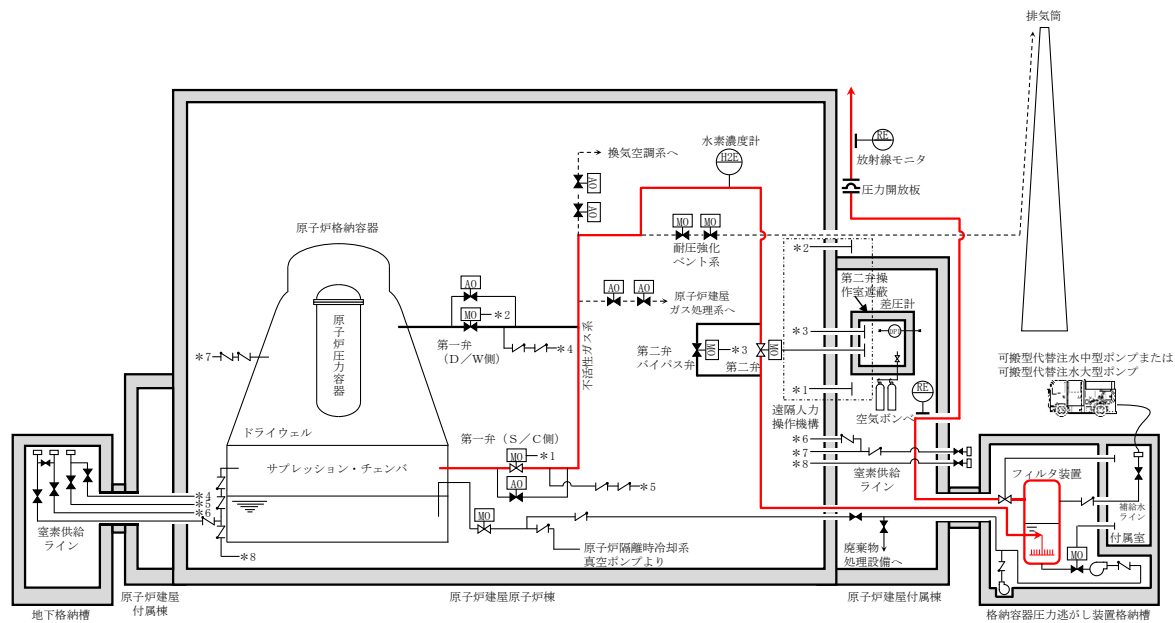 排気筒
水素濃度計
H2E
換気空調系へ
AO
AO
RE
放射線モニタ
圧力開放板
原子炉格納容器
MO
MO
耐圧強化
ベント系
＊2
第二弁操
作室遮蔽
差圧計
AO
MO
＊2
AO
AO
原子炉建屋
ガス処理系へ
原子炉圧力容器
不活性ガス系
＊3
DPI
＊7
第一弁
（D／W側）
＊4
第二弁
バイパス弁
MO
＊3
第二弁
MO
可搬型代替注水中型ポンプまたは
可搬型代替注水大型ポンプ
＊1
RE
遠隔人力
操作機構
空気ボンベ
ドライウェル
第一弁（S／C側）
MO
＊1
＊6
＊7
＊8
窒素供給
ライン
サプレッション・チェンバ
AO
＊5
フィルタ装置
＊4
＊5
＊6
補給水
ライン
付属室
窒素供給
ライン
MO
＊8
原子炉隔離時冷却系
真空ポンプより
廃棄物
処理設備へ
MO
地下格納槽
原子炉建屋
付属棟
原子炉建屋原子炉棟
原子炉建屋付属棟
格納容器圧力逃がし装置格納槽